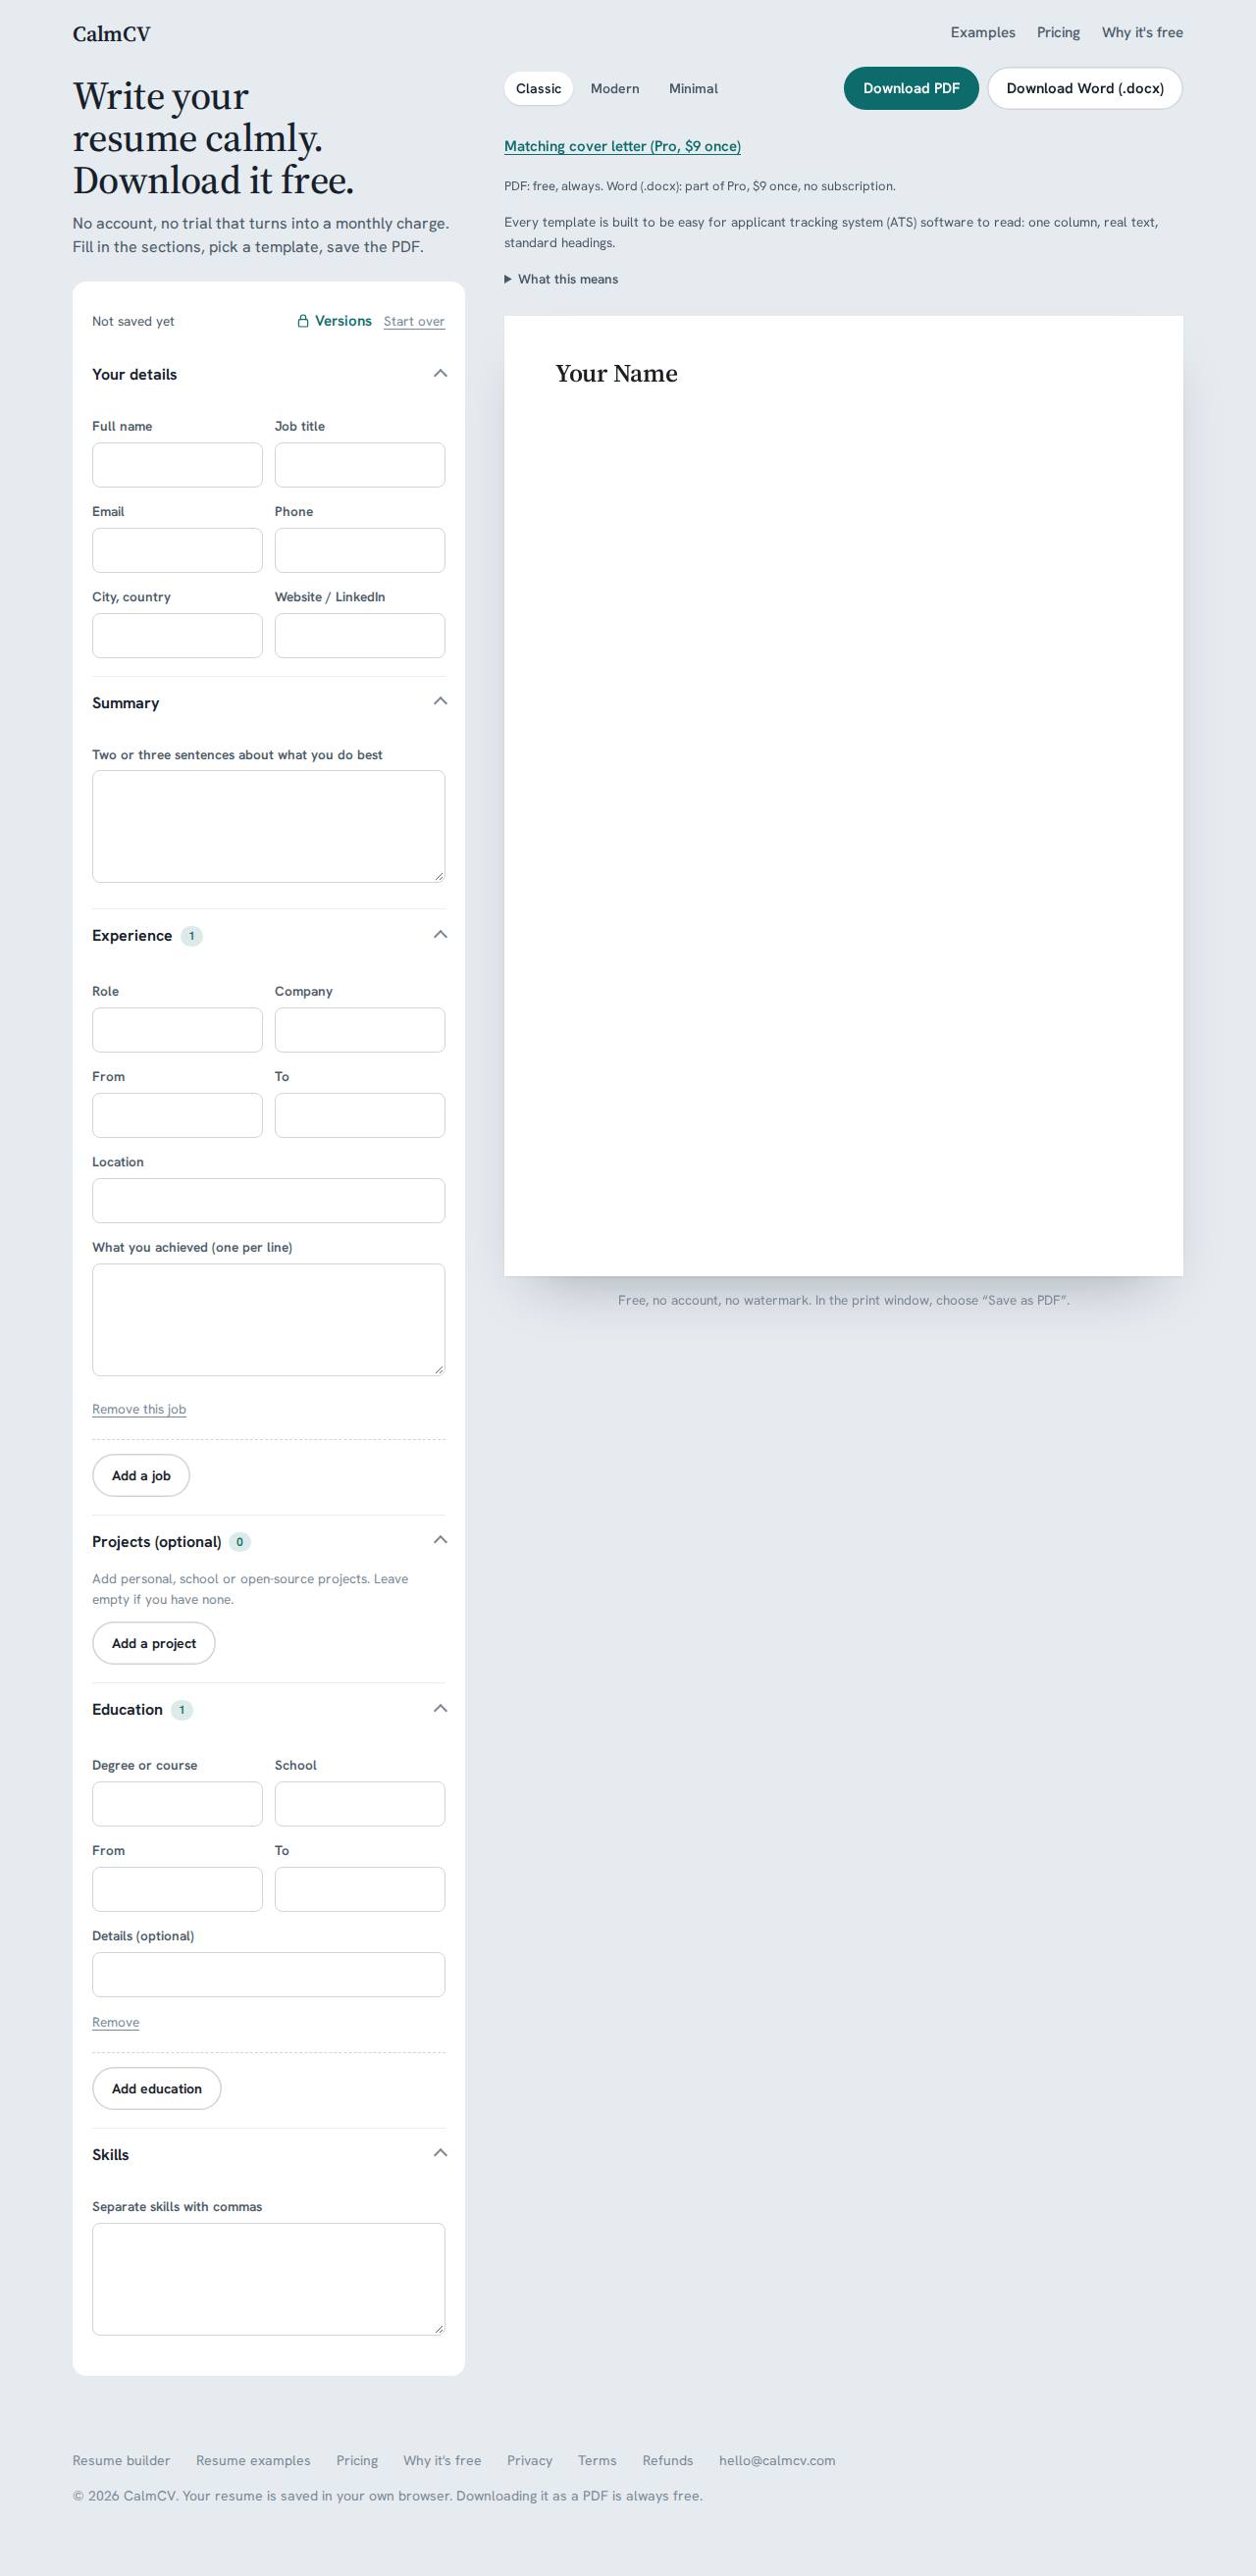 CalmCV
Examples Pricing Why it's free
Write your
resume calmly.
Download it free.
No account, no trial that turns into a monthly charge.
Fill in the sections, pick a template, save the PDF.
Not saved yet Versions Start over
Your details
Full name Job title
Email Phone
City, country Website / LinkedIn
Summary
Two or three sentences about what you do best
Experience 1
Role Company
From To
Location
What you achieved (one per line)
Remove this job
Add a job
Projects (optional) 0
Add personal, school or open-source projects. Leave
empty if you have none.
Add a project
Education 1
Degree or course School
From To
Details (optional)
Remove
Add education
Skills
Separate skills with commas
Classic Modern Minimal Download PDF Download Word (.docx)
Matching cover letter (Pro, $9 once)
PDF: free, always. Word (.docx): part of Pro, $9 once, no subscription.
Every template is built to be easy for applicant tracking system (ATS) software to read: one column, real text,
standard headings.
What this means
Your Name
Free, no account, no watermark. In the print window, choose “Save as PDF”.
Resume builder Resume examples Pricing Why it's free Privacy Terms Refunds hello@calmcv.com
© 2026 CalmCV. Your resume is saved in your own browser. Downloading it as a PDF is always free.